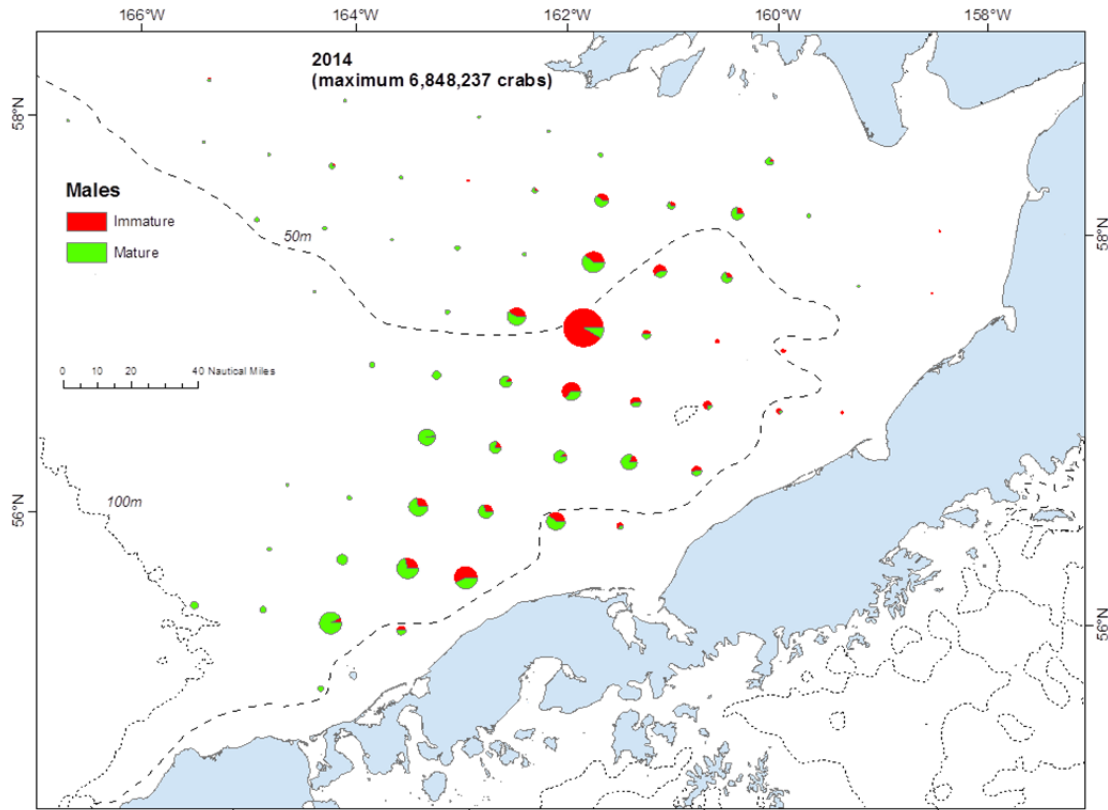 166°W 164°W 162°W 160°W 158°W
2014
(maximum 6,848,237 crabs)
58°N
Males
Immature
Mature
50m
58°N
0 10 20 40 Nautical Miles
100m
56°N
56°N